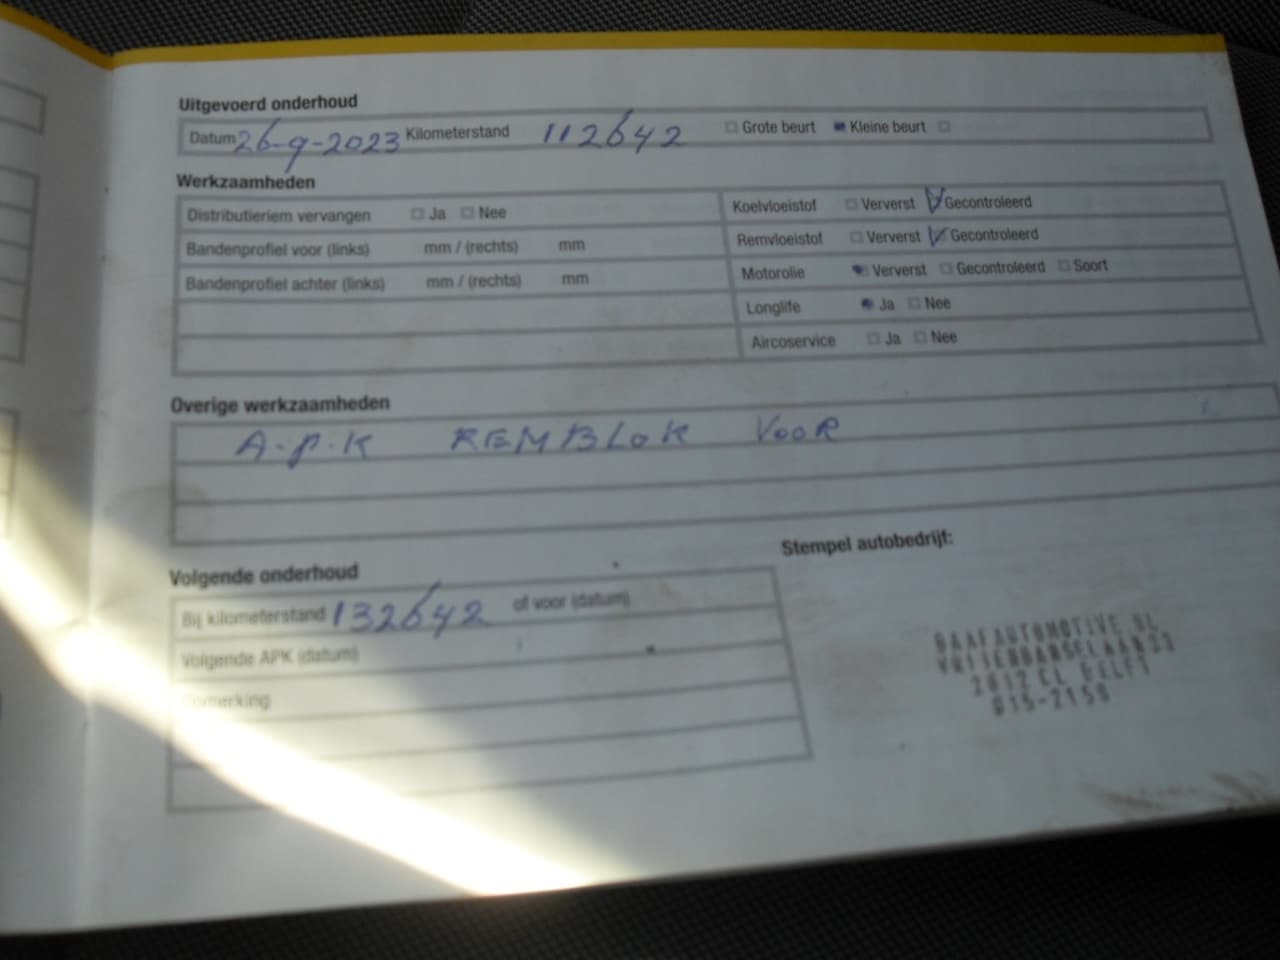 Uitgevoerd onderhoud
Datum 26-9-2023 Kilometerstand 112642 Grote beurt Kleine beurt
Werkzaamheden
Distributieriem vervangen Ja Nee
Bandenprofiel voor (links) mm / (rechts) mm
Bandenprofiel achter (links) mm / (rechts) mm
Koelvloeistof Ververst Gecontroleerd
Remvloeistof Ververst Gecontroleerd
Motorolie Ververst Gecontroleerd Soort
Longlife Ja Nee
Aircoservice Ja Nee
Overige werkzaamheden
A.P.K REMBLOK VOOR
Volgende onderhoud
Bij kilometerstand 132642 of voor (datum)
Volgende APK (datum)
Opmerking
Stempel autobedrijf:
DELFT
015-2150